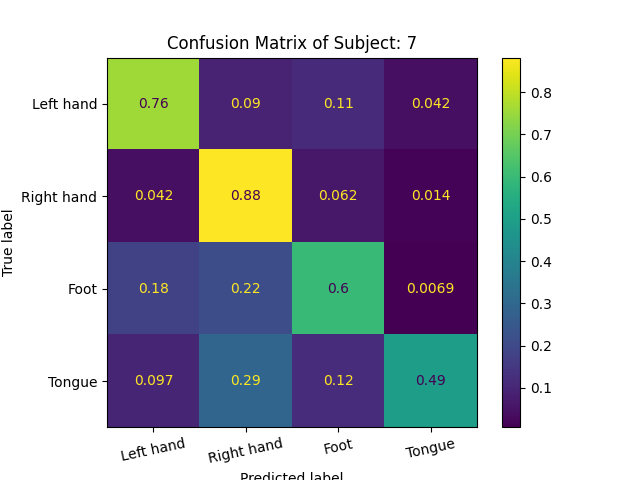 Confusion Matrix of Subject: 7
True label
Left hand 0.76 0.09 0.11 0.042
Right hand 0.042 0.88 0.062 0.014
Foot 0.18 0.22 0.6 0.0069
Tongue 0.097 0.29 0.12 0.49
Left hand Right hand Foot Tongue
Predicted label
0.8
0.7
0.6
0.5
0.4
0.3
0.2
0.1